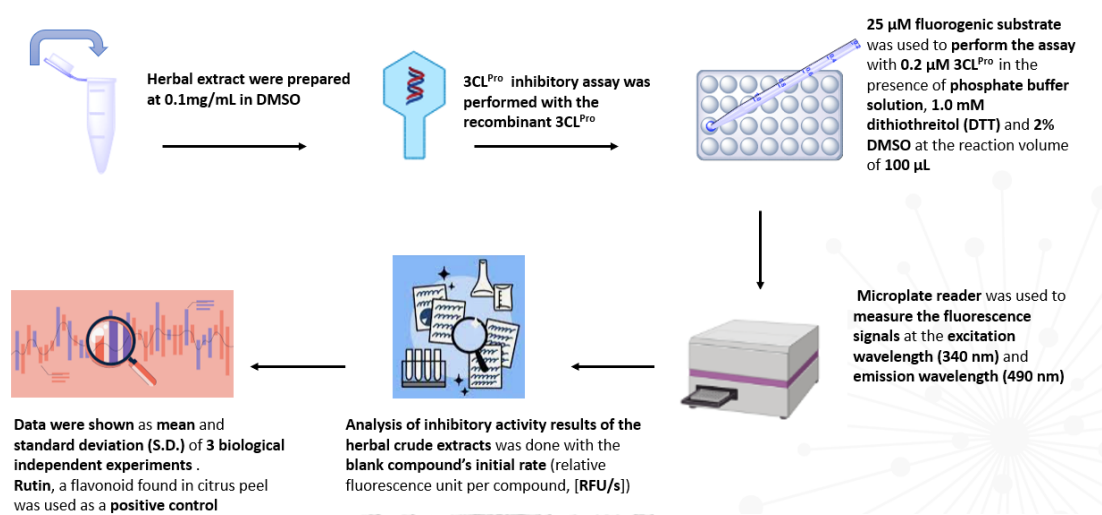 Herbal extract were prepared
at 0.1mg/mL in DMSO
3CLPro inhibitory assay was
performed with the
recombinant 3CLPro
25 µM fluorogenic substrate
was used to perform the assay
with 0.2 µM 3CLPro in the
presence of phosphate buffer
solution, 1.0 mM
dithiothreitol (DTT) and 2%
DMSO at the reaction volume
of 100 µL
Microplate reader was used to
measure the fluorescence
signals at the excitation
wavelength (340 nm) and
emission wavelength (490 nm)
Analysis of inhibitory activity results of the
herbal crude extracts was done with the
blank compound's initial rate (relative
fluorescence unit per compound, [RFU/s])
Data were shown as mean and
standard deviation (S.D.) of 3 biological
independent experiments .
Rutin, a flavonoid found in citrus peel
was used as a positive control